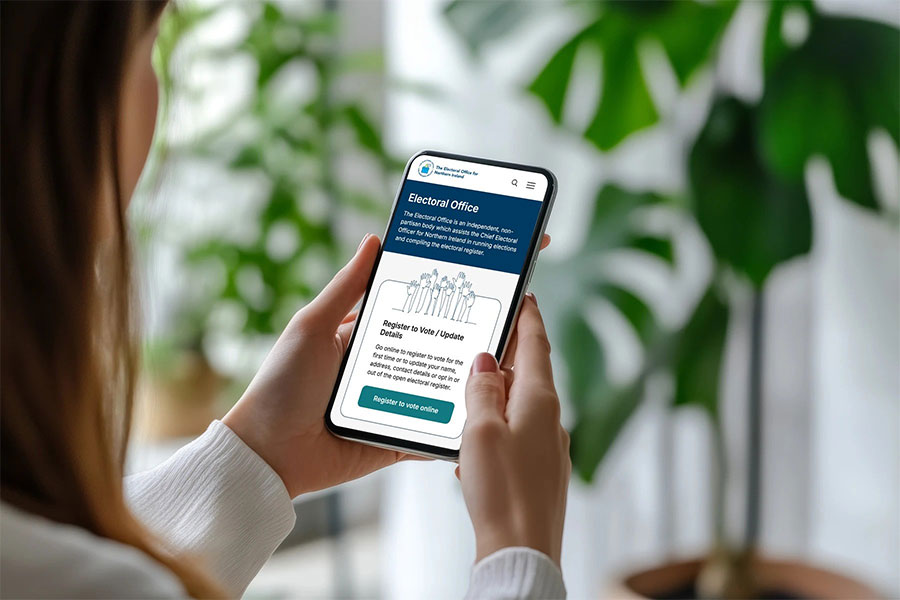 The Electoral Office for
Northern Ireland
Electoral Office
The Electoral Office is an independent, non-
partisan body which assists the Chief Electoral
Officer for Northern Ireland in running elections
and compiling the electoral register.
Register to Vote / Update
Details
Go online to register to vote for the
first time or to update your name,
address, contact details or opt in or
out of the open electoral register.
Register to vote online